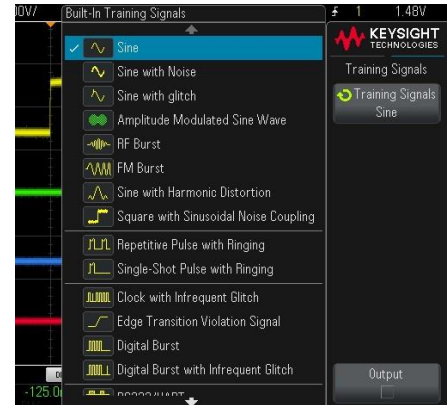 00V/
Built-In Training Signals
1
1.48V
KEYSIGHT
TECHNOLOGIES
Training Signals
Training Signals
Sine
Sine
Sine with Noise
Sine with glitch
Amplitude Modulated Sine Wave
RF Burst
FM Burst
Sine with Harmonic Distortion
Square with Sinusoidal Noise Coupling
Repetitive Pulse with Ringing
Single-Shot Pulse with Ringing
Clock with Infrequent Glitch
Edge Transition Violation Signal
Digital Burst
Digital Burst with Infrequent Glitch
Output
-125.0